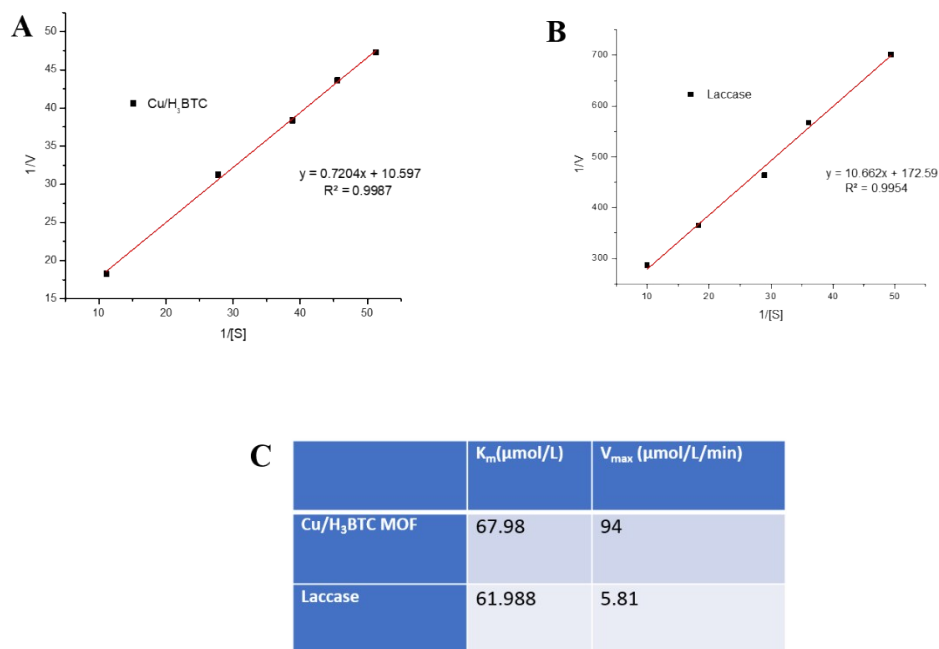 A
50
45
40
35
30
25
20
15
1/V
Cu/H₃BTC
y = 0.7204x + 10.597
R² = 0.9987
10 20 30 40 50
1/[S]
B
700
600
500
400
300
1/V
Laccase
y = 10.662x + 172.59
R² = 0.9954
10 20 30 40 50
1/[S]
C
Kₘ(μmol/L) Vₘₐₓ (μmol/L/min)
Cu/H₃BTC MOF 67.98 94
Laccase 61.988 5.81